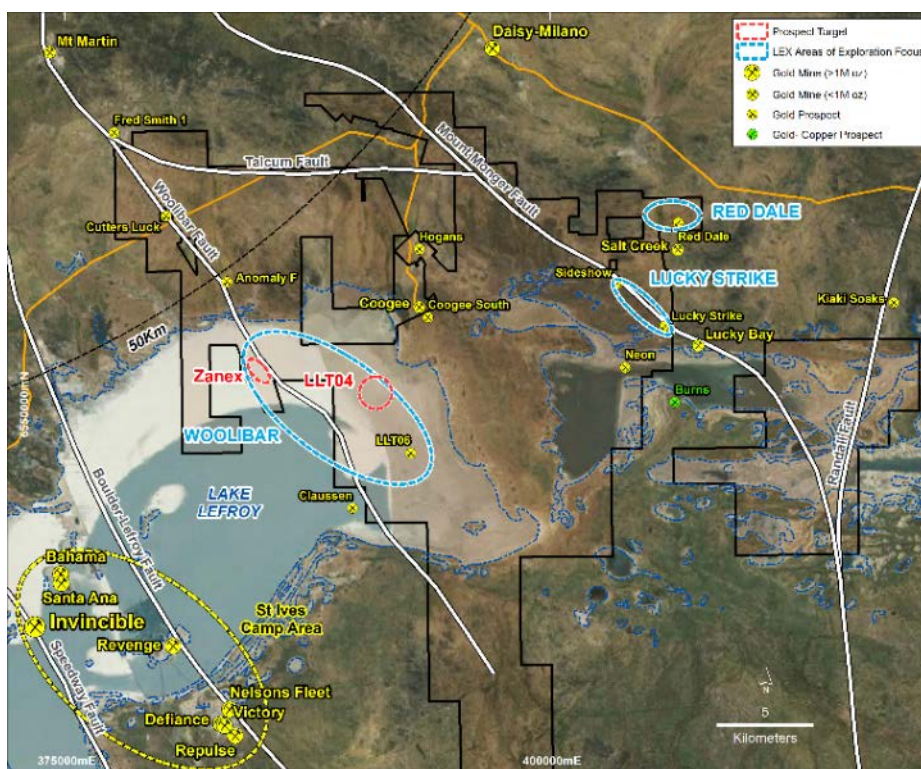 Mt Martin
Daisy-Milano
Prospect Target
LEX Areas of Exploration Focus
Gold Mine (>1M oz)
Gold Mine (<1M oz)
Gold Prospect
Gold- Copper Prospect
Fred Smith 1
Talcum Fault
Mount Monger Fault
Woolibar Fault
Cutters Luck
RED DALE
Red Dale
Hogans
Salt Creek
Anomaly F
Sideshow
LUCKY STRIKE
Kiaki Soaks
Coogee
Coogee South
Lucky Strike
50Km
Lucky Bay
Neon
Zanex
LLT04
Burns
6550000mN
WOOLIBAR
LLT06
Randall Fault
LAKE
LEFROY
Claussen
Boulder-Lefroy Fault
Bahama
Santa Ana
St Ives
Camp Area
Invincible
Revenge
Speedway Fault
Nelsons Fleet
Victory
Defiance
Repulse
N
5
Kilometers
375000mE
400000mE